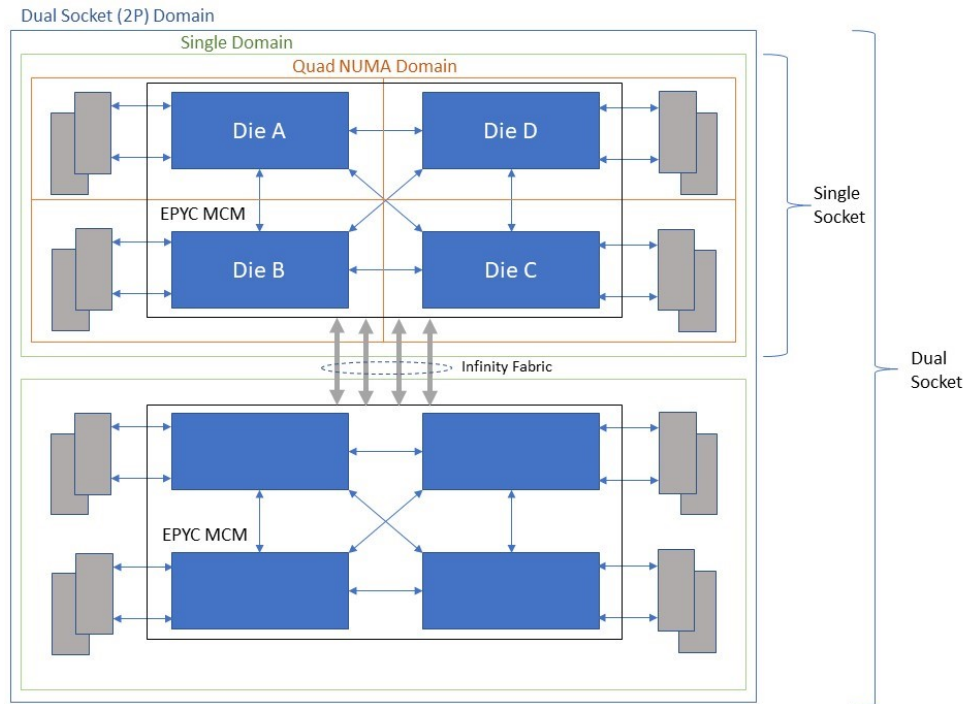 Dual Socket (2P) Domain
Single Domain
Quad NUMA Domain
Die A
Die D
EPYC MCM
Single
Socket
Die B
Die C
Infinity Fabric
Dual
Socket
EPYC MCM